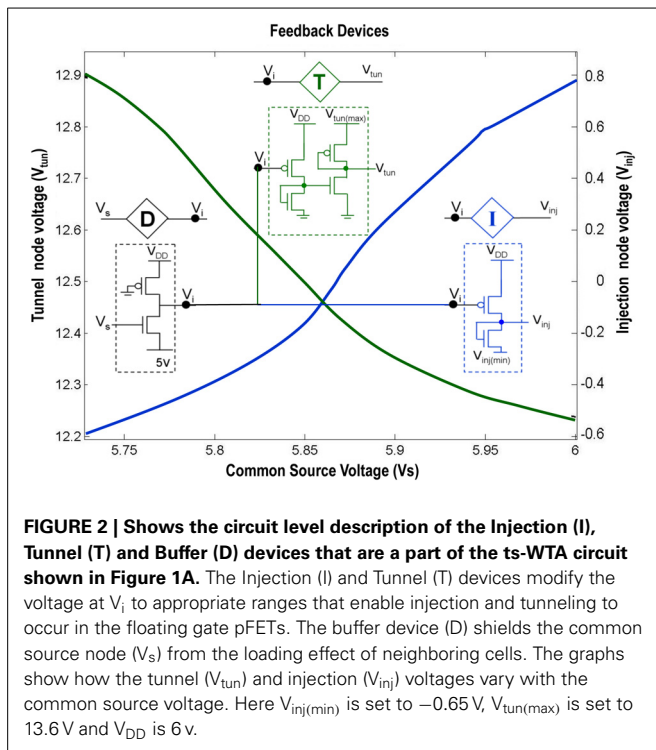 Feedback Devices
12.9
12.8
12.7
12.6
12.5
12.4
12.3
12.2
Tunnel node voltage (Vtun)
0.8
0.6
0.4
0.2
0
-0.2
-0.4
-0.6
Injection node voltage (Vinj)
Vi T Vtun
VDD Vtun(max)
Vi
Vtun
Vs D Vi
VDD
Vi
Vs
5V
Vi I Vinj
VDD
Vi
Vinj
Vinj(min)
5.75 5.8 5.85 5.9 5.95 6
Common Source Voltage (Vs)
FIGURE 2 | Shows the circuit level description of the Injection (I),
Tunnel (T) and Buffer (D) devices that are a part of the ts-WTA circuit
shown in Figure 1A. The Injection (I) and Tunnel (T) devices modify the
voltage at Vi to appropriate ranges that enable injection and tunneling to
occur in the floating gate pFETs. The buffer device (D) shields the common
source node (Vs) from the loading effect of neighboring cells. The graphs
show how the tunnel (Vtun) and injection (Vinj) voltages vary with the
common source voltage. Here Vinj(min) is set to −0.65 V, Vtun(max) is set to
13.6 V and VDD is 6 v.